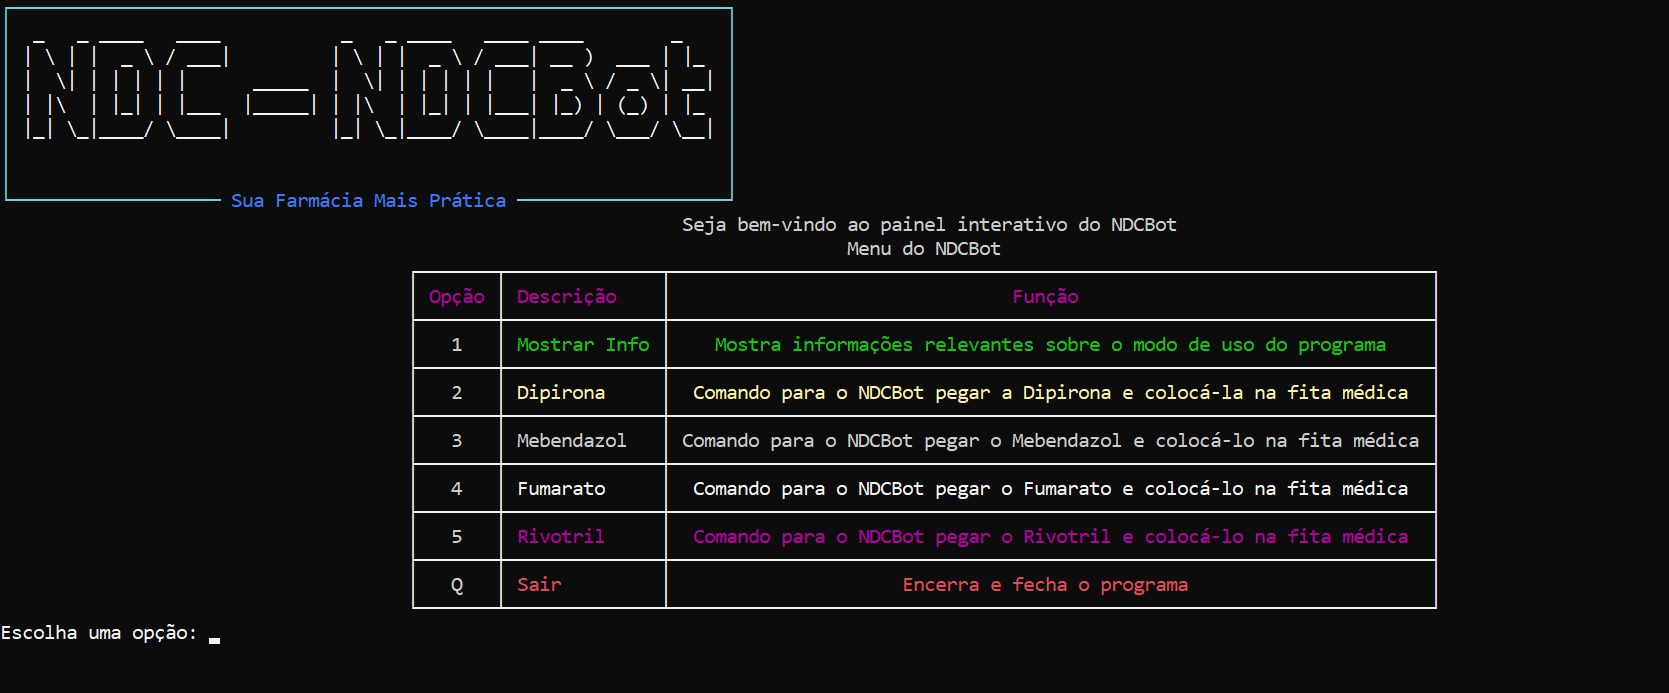 NDC - NDCBot
Sua Farmácia Mais Prática
Seja bem-vindo ao painel interativo do NDCBot
Menu do NDCBot
Opção Descrição Função
1 Mostrar Info Mostra informações relevantes sobre o modo de uso do programa
2 Dipirona Comando para o NDCBot pegar a Dipirona e colocá-la na fita médica
3 Mebendazol Comando para o NDCBot pegar o Mebendazol e colocá-lo na fita médica
4 Fumarato Comando para o NDCBot pegar o Fumarato e colocá-lo na fita médica
5 Rivotril Comando para o NDCBot pegar o Rivotril e colocá-lo na fita médica
Q Sair Encerra e fecha o programa
Escolha uma opção: